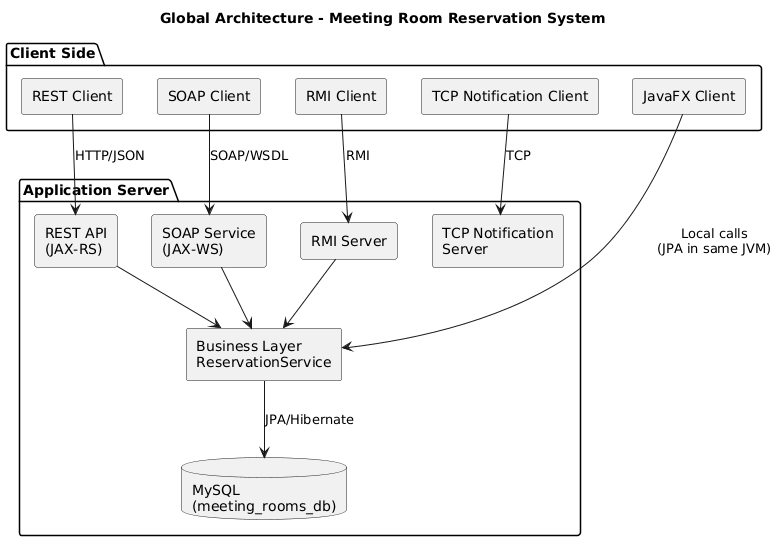 Global Architecture - Meeting Room Reservation System
Client Side
REST Client
SOAP Client
RMI Client
TCP Notification Client
JavaFX Client
HTTP/JSON
SOAP/WSDL
RMI
TCP
Application Server
REST API
(JAX-RS)
SOAP Service
(JAX-WS)
RMI Server
TCP Notification
Server
Local calls
(JPA in same JVM)
Business Layer
ReservationService
JPA/Hibernate
MySQL
(meeting_rooms_db)